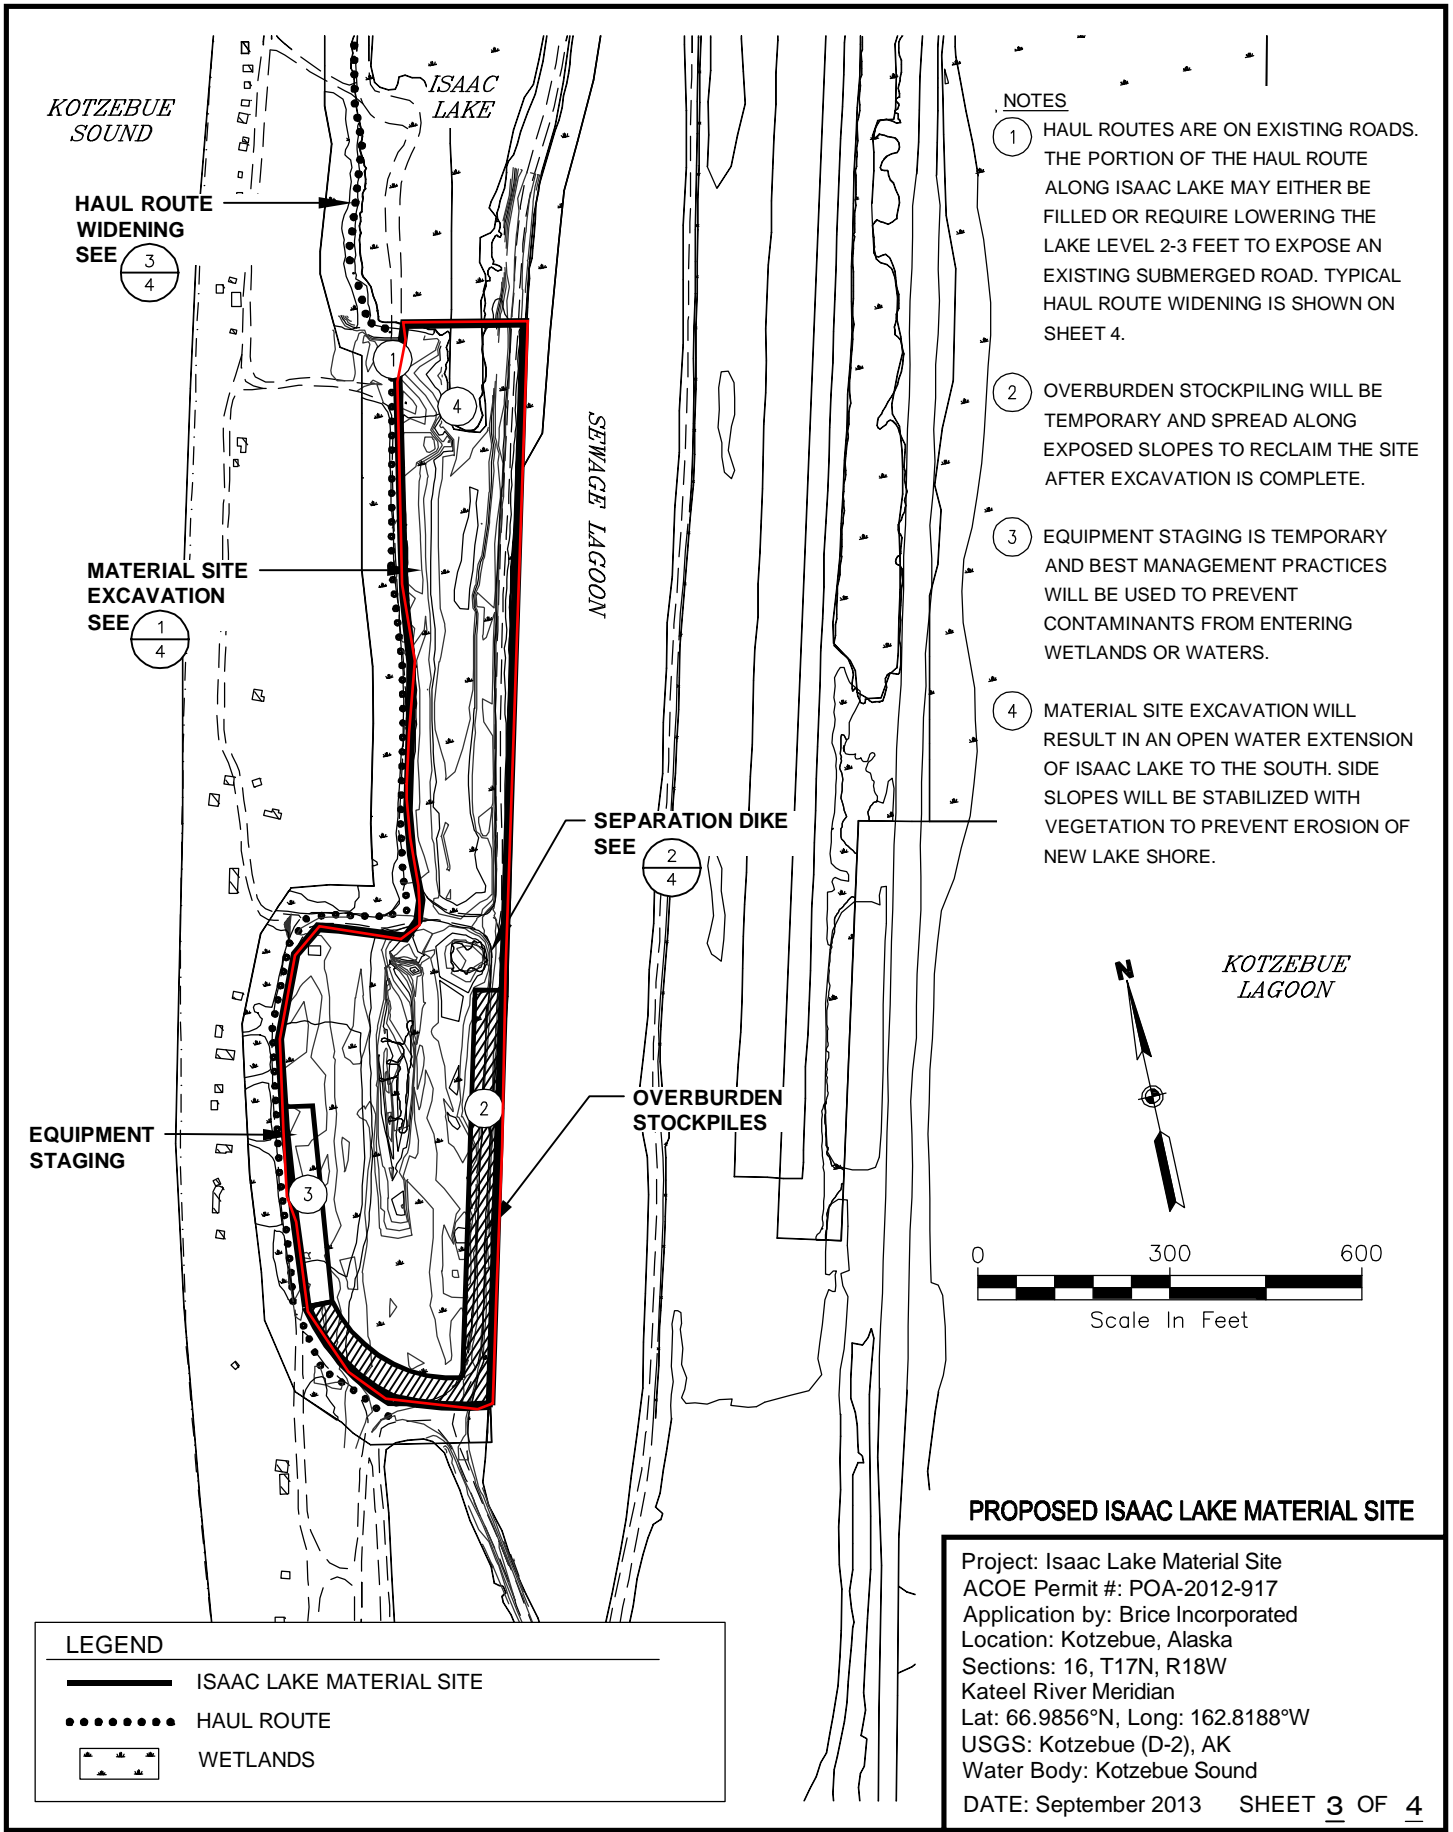 KOTZEBUE
SOUND
ISAAC
LAKE
HAUL ROUTE
WIDENING
SEE
3
4
1
4
MATERIAL SITE
EXCAVATION
SEE
1
4
SEWAGE LAGOON
SEPARATION DIKE
SEE
2
4
2
OVERBURDEN
STOCKPILES
EQUIPMENT
STAGING
3
NOTES
1 HAUL ROUTES ARE ON EXISTING ROADS.
THE PORTION OF THE HAUL ROUTE
ALONG ISAAC LAKE MAY EITHER BE
FILLED OR REQUIRE LOWERING THE
LAKE LEVEL 2-3 FEET TO EXPOSE AN
EXISTING SUBMERGED ROAD. TYPICAL
HAUL ROUTE WIDENING IS SHOWN ON
SHEET 4.
2 OVERBURDEN STOCKPILING WILL BE
TEMPORARY AND SPREAD ALONG
EXPOSED SLOPES TO RECLAIM THE SITE
AFTER EXCAVATION IS COMPLETE.
3 EQUIPMENT STAGING IS TEMPORARY
AND BEST MANAGEMENT PRACTICES
WILL BE USED TO PREVENT
CONTAMINANTS FROM ENTERING
WETLANDS OR WATERS.
4 MATERIAL SITE EXCAVATION WILL
RESULT IN AN OPEN WATER EXTENSION
OF ISAAC LAKE TO THE SOUTH. SIDE
SLOPES WILL BE STABILIZED WITH
VEGETATION TO PREVENT EROSION OF
NEW LAKE SHORE.
KOTZEBUE
LAGOON
N
0 300 600
Scale In Feet
PROPOSED ISAAC LAKE MATERIAL SITE
Project: Isaac Lake Material Site
ACOE Permit #: POA-2012-917
Application by: Brice Incorporated
Location: Kotzebue, Alaska
Sections: 16, T17N, R18W
Kateel River Meridian
Lat: 66.9856°N, Long: 162.8188°W
USGS: Kotzebue (D-2), AK
Water Body: Kotzebue Sound
DATE: September 2013 SHEET 3 OF 4
LEGEND
ISAAC LAKE MATERIAL SITE
HAUL ROUTE
WETLANDS